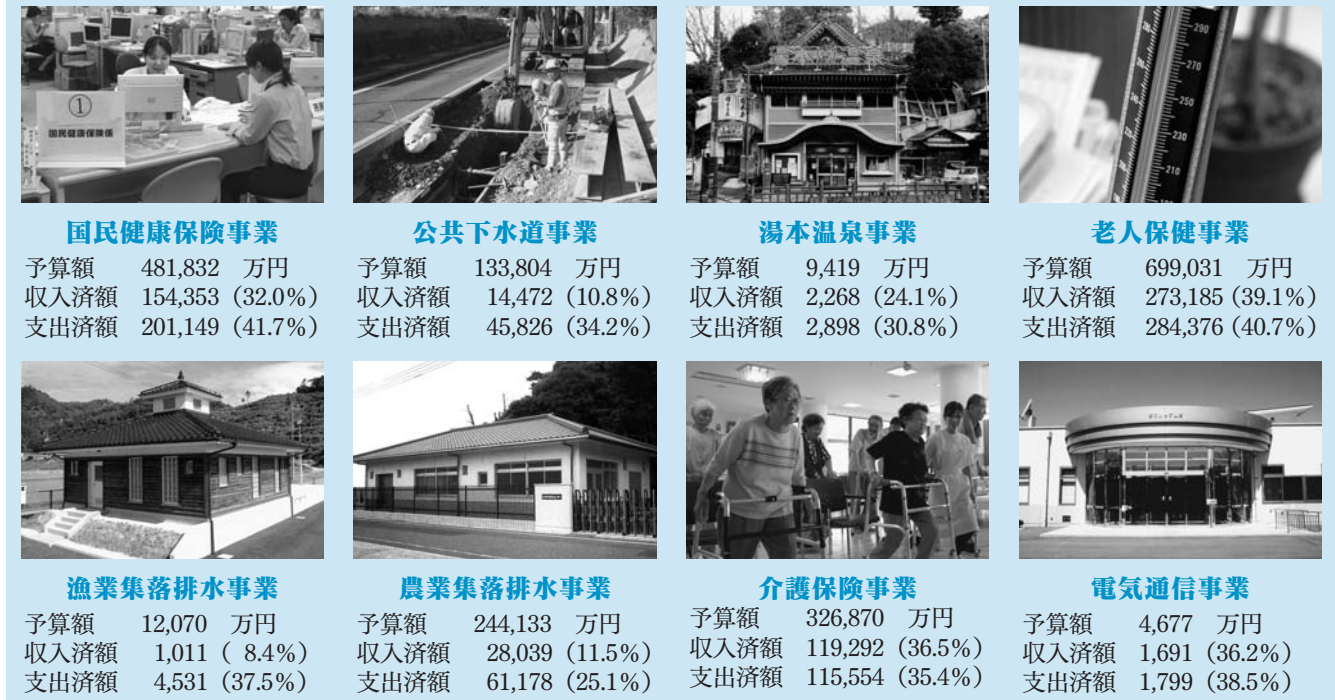 ①
国民健康保険係
290
270
250
230
210
国民健康保険事業
予算額 481,832 万円
収入済額 154,353 (32.0%)
支出済額 201,149 (41.7%)
公共下水道事業
予算額 133,804 万円
収入済額 14,472 (10.8%)
支出済額 45,826 (34.2%)
湯本温泉事業
予算額 9,419 万円
収入済額 2,268 (24.1%)
支出済額 2,898 (30.8%)
老人保健事業
予算額 699,031 万円
収入済額 273,185 (39.1%)
支出済額 284,376 (40.7%)
漁業集落排水事業
予算額 12,070 万円
収入済額 1,011 ( 8.4%)
支出済額 4,531 (37.5%)
農業集落排水事業
予算額 244,133 万円
収入済額 28,039 (11.5%)
支出済額 61,178 (25.1%)
介護保険事業
予算額 326,870 万円
収入済額 119,292 (36.5%)
支出済額 115,554 (35.4%)
電気通信事業
予算額 4,677 万円
収入済額 1,691 (36.2%)
支出済額 1,799 (38.5%)